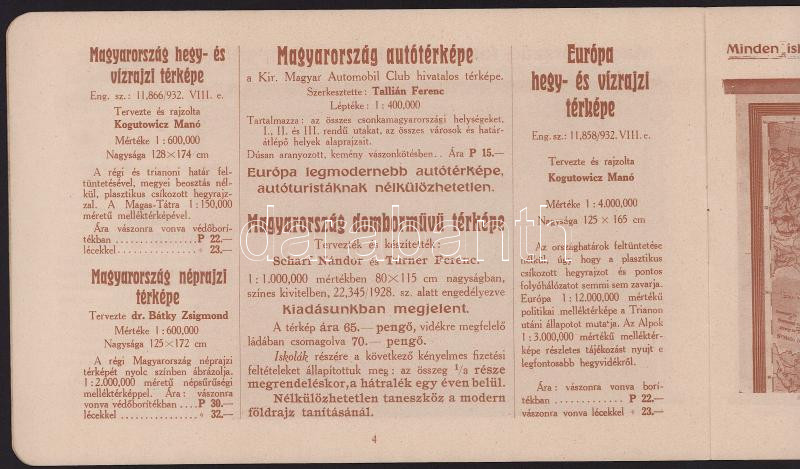 Magyarország hegy- és
vízrajzi térképe
Eng. sz.: 11,866/932. VIII. e.
Tervezte és rajzolta
Kogutowicz Manó
Mértéke 1 : 600,000
Nagysága 128×174 cm
A régi és trianoni határ fel-
tüntetésével, megyei beosztás nél-
kül, plasztikus csíkozott hegyrajz-
zal. A Magas-Tátra 1 : 150,000
méretű melléktérképével.
Ára vászonra vonva védőborí-
tékban ................ P 22.—
lécekkel ................ „ 23.—
Magyarország néprajzi
térképe
Tervezte dr. Bátky Zsigmond
Mértéke 1 : 600,000
Nagysága 125×172 cm
A régi Magyarország néprajzi
térképét nyolc színben ábrázolja.
1 : 2.000,000 méretű népsűrűségi
melléktérképpel. Ára : vászonra
vonva védőborítékban .... P 30.—
lécekkel ................ „ 32.—
Magyarország autótérképe
a Kir. Magyar Automobil Club hivatalos térképe.
Szerkesztette : Tallián Ferenc
Léptéke : 1 : 400,000
Tartalmazza : az összes csonkamagyarországi helységeket.
I., II. és III. rendű utakat, az összes városok és határ-
átlépő helyek alaprajzait.
Dúsan aranyozott, kemény vászonkötésben.. Ára P 15.—
Európa legmodernebb autótérképe,
autóturistáknak nélkülözhetetlen.
Magyarország domboxművű térképe
Tervezték és készítették :
Schari Nándor és Turner Ferenc.
1 : 1.000,000 mértékben 80×115 cm nagyságban,
színes kivitelben, 22,345/1928. sz. alatt engedélyezve
Kiadásunkban megjelent.
A térkép ára 65.— pengő, vidékre megfelelő
ládában csomagolva 70.— pengő.
Iskolák részére a következő kényelmes fizetési
feltételeket állapítottuk meg : az összeg 1/3 része
megrendeléskor, a hátralék egy éven belül.
Nélkülözhetetlen taneszköz a modern
földrajz tanításánál.
4
Európa
hegy- és vízrajzi
térképe
Eng. sz.: 11,858/932. VIII. e.
Tervezte és rajzolta
Kogutowicz Manó
Mértéke 1 : 4.000,000
Nagysága 125 × 165 cm
Az országhatárok feltüntetése
nélkül, úgy hogy a plasztikus
csíkozott hegyrajzot és pontos
folyóhálózatot semmi sem zavarja.
Európa 1 : 12.000,000 mértékű
politikai melléktérképe a Trianon
utáni állapotot mutatja. Az Alpok
1 : 3.000,000 mértékű melléktér-
képe részletes tájékozást nyujt e
legfontosabb hegyvidékről.
Ára : vászonra vonva borí-
tékban ................ P 22.—
vászonra vonva lécekkel „ 23.—
Minden isk
darabanth